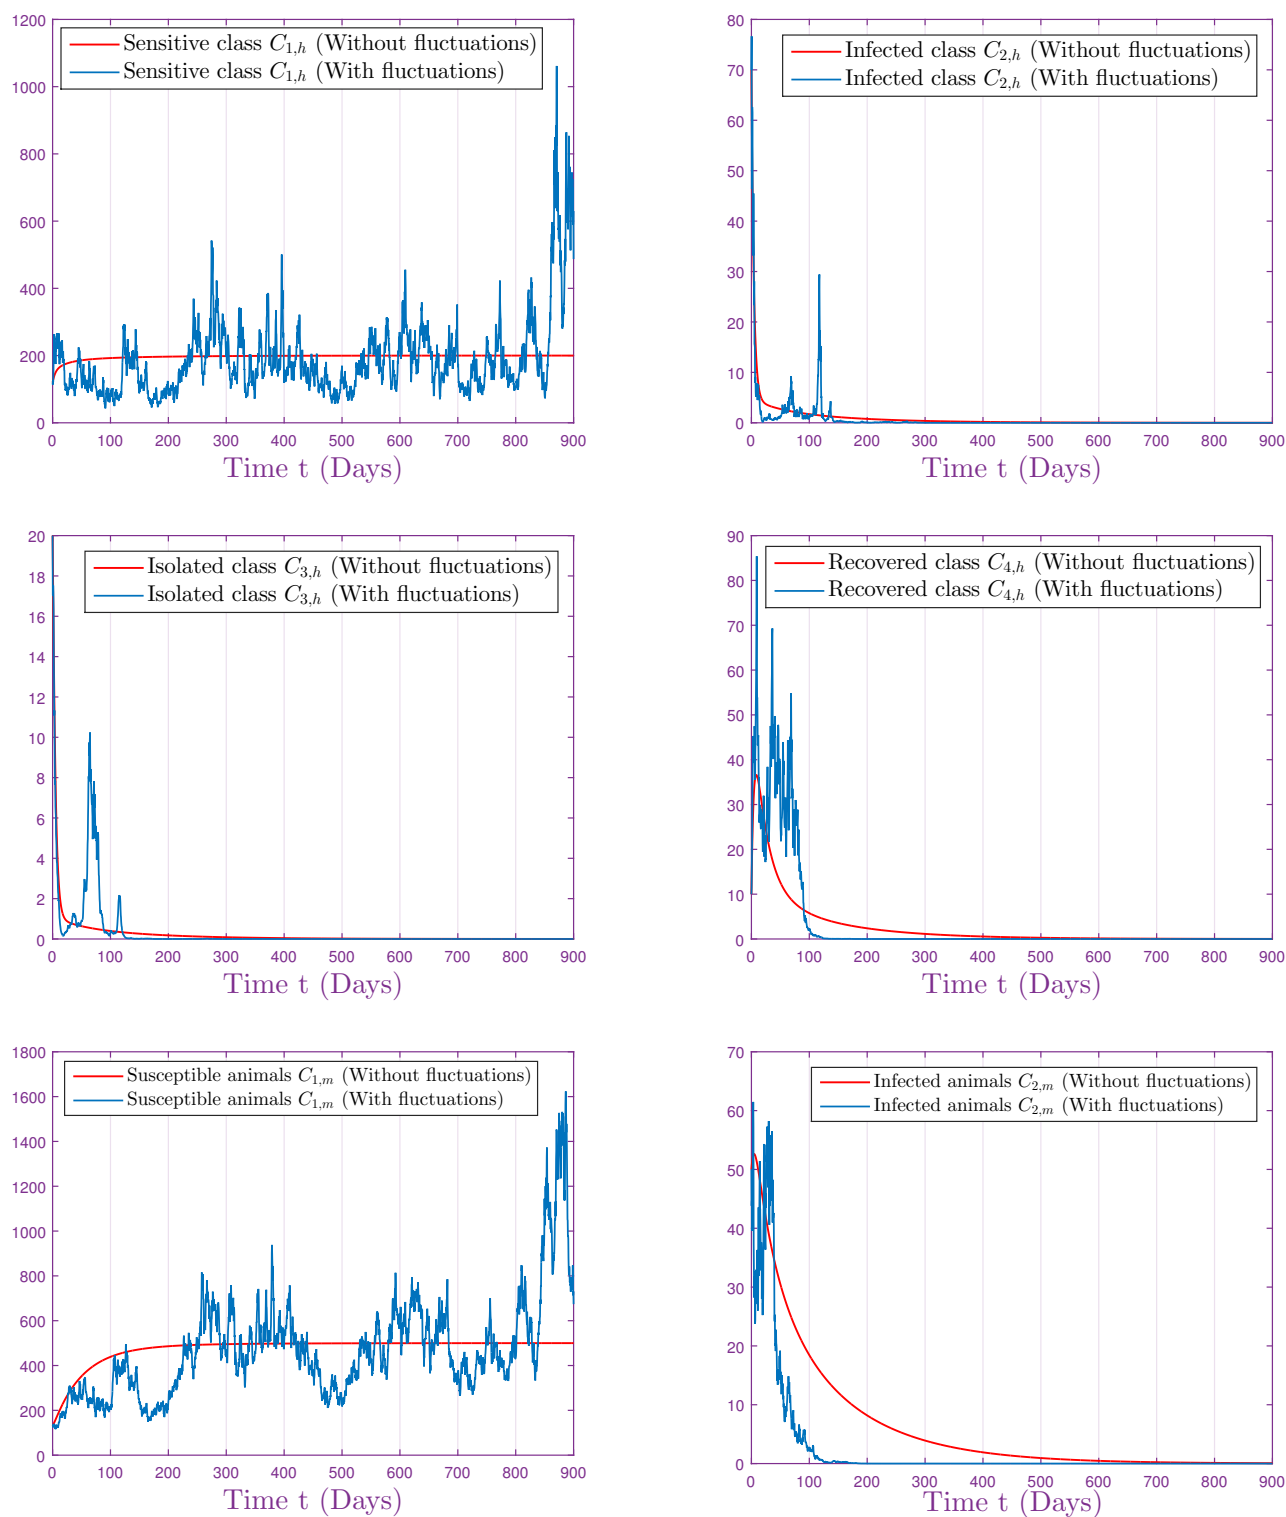 1200
1000
800
600
400
200
0
Sensitive class C1,h (Without fluctuations)
Sensitive class C1,h (With fluctuations)
0 100 200 300 400 500 600 700 800 900
Time t (Days)
80
70
60
50
40
30
20
10
0
Infected class C2,h (Without fluctuations)
Infected class C2,h (With fluctuations)
0 100 200 300 400 500 600 700 800 900
Time t (Days)
20
18
16
14
12
10
8
6
4
2
0
Isolated class C3,h (Without fluctuations)
Isolated class C3,h (With fluctuations)
0 100 200 300 400 500 600 700 800 900
Time t (Days)
90
80
70
60
50
40
30
20
10
0
Recovered class C4,h (Without fluctuations)
Recovered class C4,h (With fluctuations)
0 100 200 300 400 500 600 700 800 900
Time t (Days)
1800
1600
1400
1200
1000
800
600
400
200
0
Susceptible animals C1,m (Without fluctuations)
Susceptible animals C1,m (With fluctuations)
0 100 200 300 400 500 600 700 800 900
Time t (Days)
70
60
50
40
30
20
10
0
Infected animals C2,m (Without fluctuations)
Infected animals C2,m (With fluctuations)
0 100 200 300 400 500 600 700 800 900
Time t (Days)